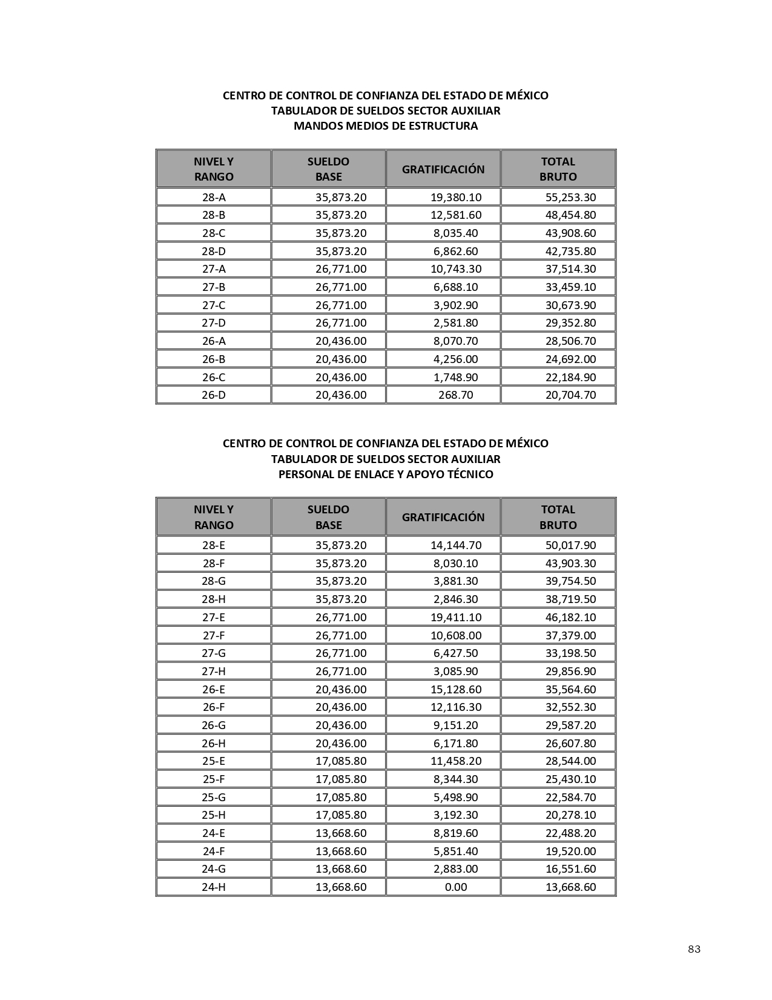 CENTRO DE CONTROL DE CONFIANZA DEL ESTADO DE MÉXICO
TABULADOR DE SUELDOS SECTOR AUXILIAR
MANDOS MEDIOS DE ESTRUCTURA
NIVEL Y RANGO SUELDO BASE GRATIFICACIÓN TOTAL BRUTO
28-A 35,873.20 19,380.10 55,253.30
28-B 35,873.20 12,581.60 48,454.80
28-C 35,873.20 8,035.40 43,908.60
28-D 35,873.20 6,862.60 42,735.80
27-A 26,771.00 10,743.30 37,514.30
27-B 26,771.00 6,688.10 33,459.10
27-C 26,771.00 3,902.90 30,673.90
27-D 26,771.00 2,581.80 29,352.80
26-A 20,436.00 8,070.70 28,506.70
26-B 20,436.00 4,256.00 24,692.00
26-C 20,436.00 1,748.90 22,184.90
26-D 20,436.00 268.70 20,704.70
CENTRO DE CONTROL DE CONFIANZA DEL ESTADO DE MÉXICO
TABULADOR DE SUELDOS SECTOR AUXILIAR
PERSONAL DE ENLACE Y APOYO TÉCNICO
NIVEL Y RANGO SUELDO BASE GRATIFICACIÓN TOTAL BRUTO
28-E 35,873.20 14,144.70 50,017.90
28-F 35,873.20 8,030.10 43,903.30
28-G 35,873.20 3,881.30 39,754.50
28-H 35,873.20 2,846.30 38,719.50
27-E 26,771.00 19,411.10 46,182.10
27-F 26,771.00 10,608.00 37,379.00
27-G 26,771.00 6,427.50 33,198.50
27-H 26,771.00 3,085.90 29,856.90
26-E 20,436.00 15,128.60 35,564.60
26-F 20,436.00 12,116.30 32,552.30
26-G 20,436.00 9,151.20 29,587.20
26-H 20,436.00 6,171.80 26,607.80
25-E 17,085.80 11,458.20 28,544.00
25-F 17,085.80 8,344.30 25,430.10
25-G 17,085.80 5,498.90 22,584.70
25-H 17,085.80 3,192.30 20,278.10
24-E 13,668.60 8,819.60 22,488.20
24-F 13,668.60 5,851.40 19,520.00
24-G 13,668.60 2,883.00 16,551.60
24-H 13,668.60 0.00 13,668.60
83